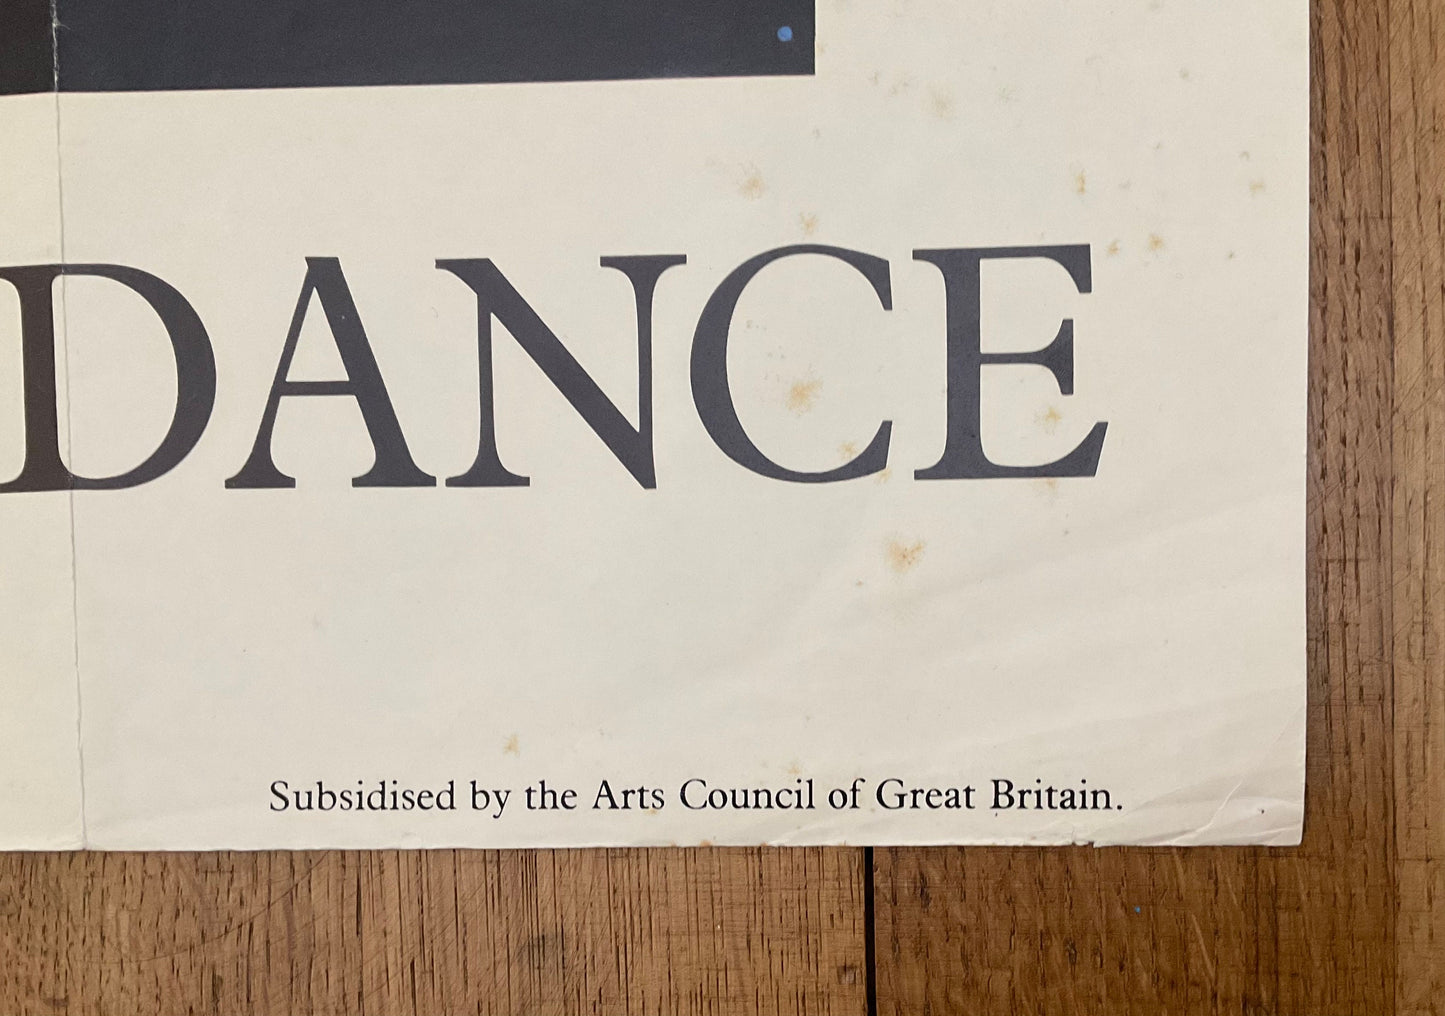 DANCE
Subsidised by the Arts Council of Great Britain.